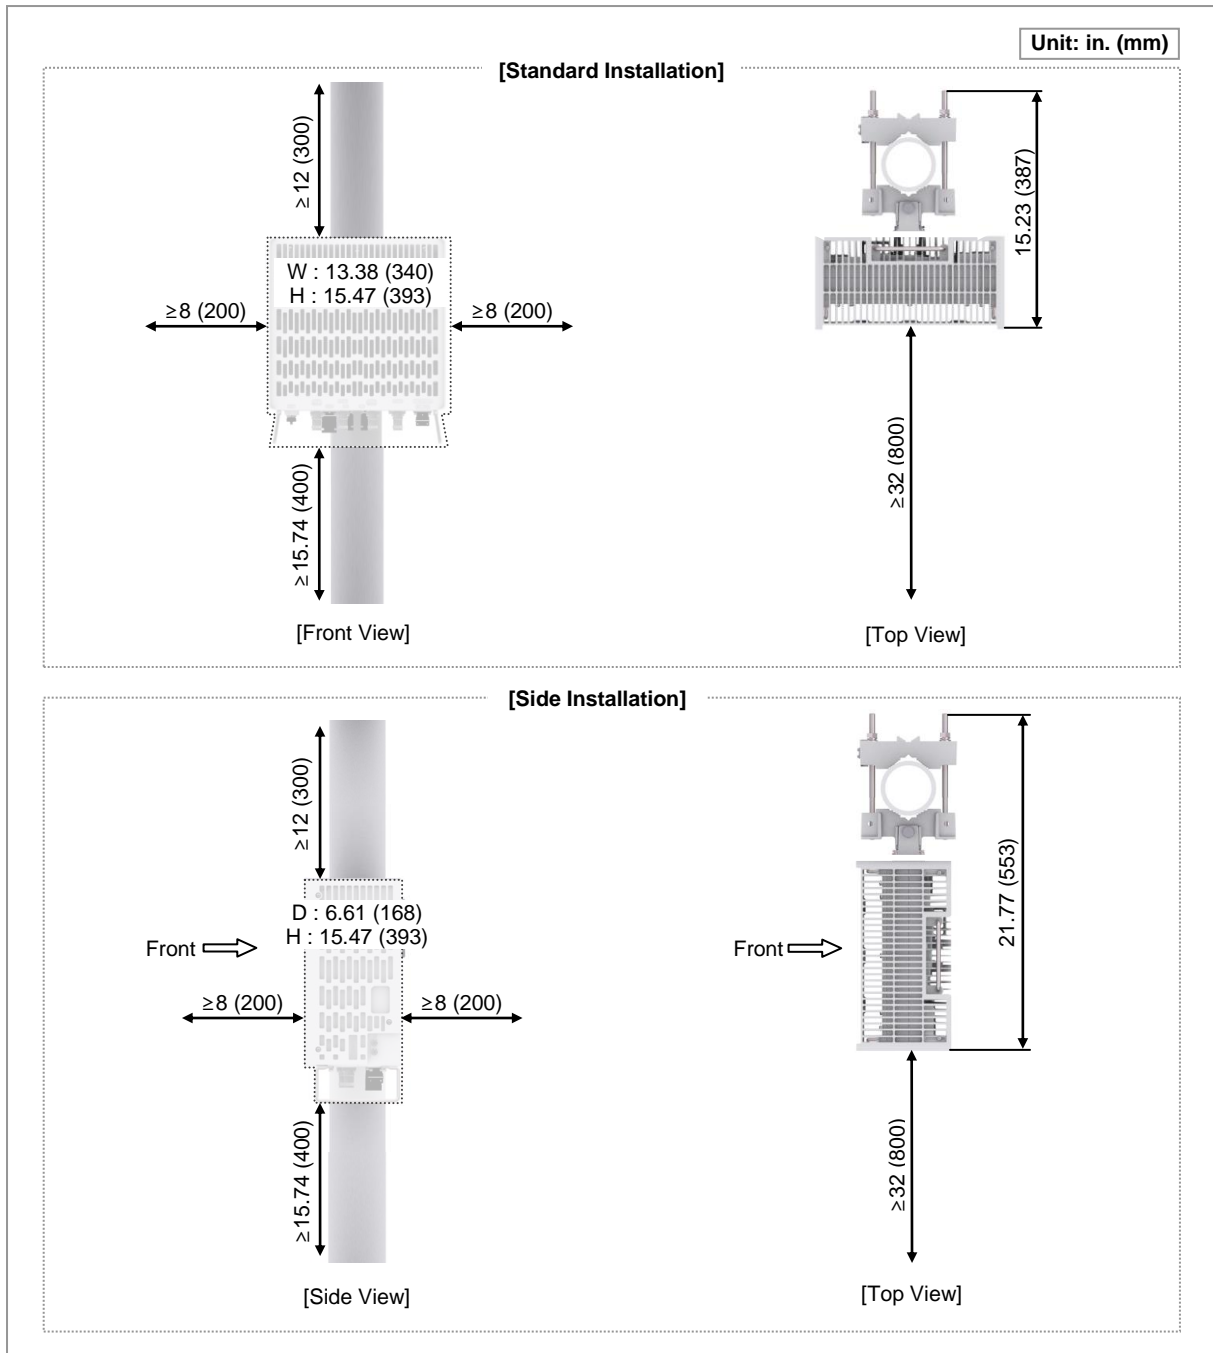 Unit: in. (mm)
[Standard Installation]
≥12 (300)
W : 13.38 (340)
H : 15.47 (393)
≥8 (200)
≥8 (200)
≥15.74 (400)
[Front View]
15.23 (387)
≥32 (800)
[Top View]
[Side Installation]
≥12 (300)
D : 6.61 (168)
H : 15.47 (393)
Front
≥8 (200)
≥8 (200)
≥15.74 (400)
[Side View]
21.77 (553)
Front
≥32 (800)
[Top View]